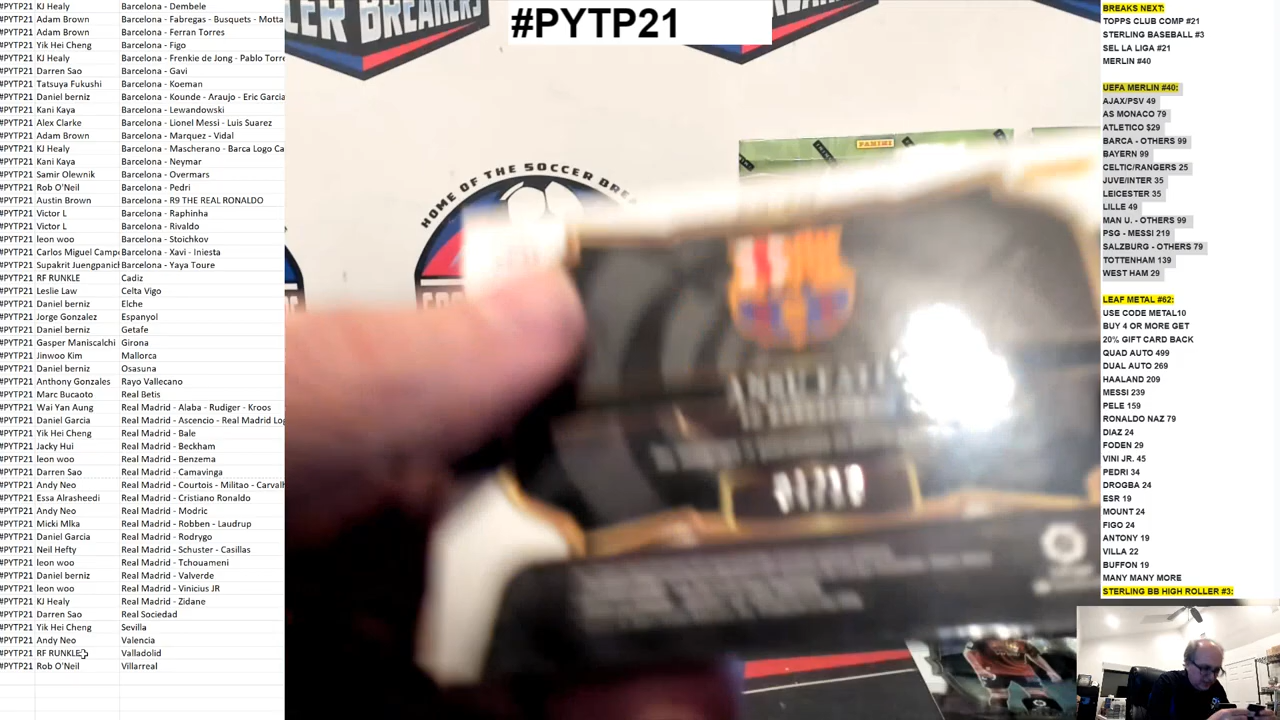 #PYTP21 KJ Healy Barcelona - Dembele
#PYTP21 Adam Brown Barcelona - Fabregas - Busquets - Motta
#PYTP21 Adam Brown Barcelona - Ferran Torres
#PYTP21 Yik Hei Cheng Barcelona - Figo
#PYTP21 KJ Healy Barcelona - Frenkie de Jong - Pablo Torre
#PYTP21 Darren Sao Barcelona - Gavi
#PYTP21 Tatsuya Fukushi Barcelona - Koeman
#PYTP21 Daniel berniz Barcelona - Kounde - Araujo - Eric Garcia
#PYTP21 Kani Kaya Barcelona - Lewandowski
#PYTP21 Alex Clarke Barcelona - Lionel Messi - Luis Suarez
#PYTP21 Adam Brown Barcelona - Marquez - Vidal
#PYTP21 KJ Healy Barcelona - Mascherano - Barca Logo Ca
#PYTP21 Kani Kaya Barcelona - Neymar
#PYTP21 Samir Olewnik Barcelona - Overmars
#PYTP21 Rob O'Neil Barcelona - Pedri
#PYTP21 Austin Brown Barcelona - R9 THE REAL RONALDO
#PYTP21 Victor L Barcelona - Raphinha
#PYTP21 Victor L Barcelona - Rivaldo
#PYTP21 leon woo Barcelona - Stoichkov
#PYTP21 Carlos Miguel Campo Barcelona - Xavi - Iniesta
#PYTP21 Supakrit Juengpanich Barcelona - Yaya Toure
#PYTP21 RF RUNKLE Cadiz
#PYTP21 Leslie Law Celta Vigo
#PYTP21 Daniel berniz Elche
#PYTP21 Jorge Gonzalez Espanyol
#PYTP21 Daniel berniz Getafe
#PYTP21 Gasper Maniscalchi Girona
#PYTP21 Jinwoo Kim Mallorca
#PYTP21 Daniel berniz Osasuna
#PYTP21 Anthony Gonzales Rayo Vallecano
#PYTP21 Marc Bucaoto Real Betis
#PYTP21 Wai Yan Aung Real Madrid - Alaba - Rudiger - Kroos
#PYTP21 Daniel Garcia Real Madrid - Ascencio - Real Madrid Log
#PYTP21 Yik Hei Cheng Real Madrid - Bale
#PYTP21 Jacky Hui Real Madrid - Beckham
#PYTP21 leon woo Real Madrid - Benzema
#PYTP21 Darren Sao Real Madrid - Camavinga
#PYTP21 Andy Neo Real Madrid - Courtois - Militao - Carvalh
#PYTP21 Essa Alrasheedi Real Madrid - Cristiano Ronaldo
#PYTP21 Andy Neo Real Madrid - Modric
#PYTP21 Micki Mlka Real Madrid - Robben - Laudrup
#PYTP21 Daniel Garcia Real Madrid - Rodrygo
#PYTP21 Neil Hefty Real Madrid - Schuster - Casillas
#PYTP21 leon woo Real Madrid - Tchouameni
#PYTP21 Daniel berniz Real Madrid - Valverde
#PYTP21 leon woo Real Madrid - Vinicius JR
#PYTP21 KJ Healy Real Madrid - Zidane
#PYTP21 Darren Sao Real Sociedad
#PYTP21 Yik Hei Cheng Sevilla
#PYTP21 Andy Neo Valencia
#PYTP21 RF RUNKLE Valladolid
#PYTP21 Rob O'Neil Villarreal
#PYTP21
BREAKERS
PANINI
HOME OF THE SOCCER BRE
BREAKS NEXT:
TOPPS CLUB COMP #21
STERLING BASEBALL #3
SEL LA LIGA #21
MERLIN #40
UEFA MERLIN #40:
AJAX/PSV 49
AS MONACO 79
ATLETICO $29
BARCA - OTHERS 99
BAYERN 99
CELTIC/RANGERS 25
JUVE/INTER 35
LEICESTER 35
LILLE 49
MAN U. - OTHERS 99
PSG - MESSI 219
SALZBURG - OTHERS 79
TOTTENHAM 139
WEST HAM 29
LEAF METAL #62:
USE CODE METAL10
BUY 4 OR MORE GET
20% GIFT CARD BACK
QUAD AUTO 499
DUAL AUTO 269
HAALAND 209
MESSI 239
PELE 159
RONALDO NAZ 79
DIAZ 24
FODEN 29
VINI JR. 45
PEDRI 34
DROGBA 24
ESR 19
MOUNT 24
FIGO 24
ANTONY 19
VILLA 22
BUFFON 19
MANY MANY MORE
STERLING BB HIGH ROLLER #3: